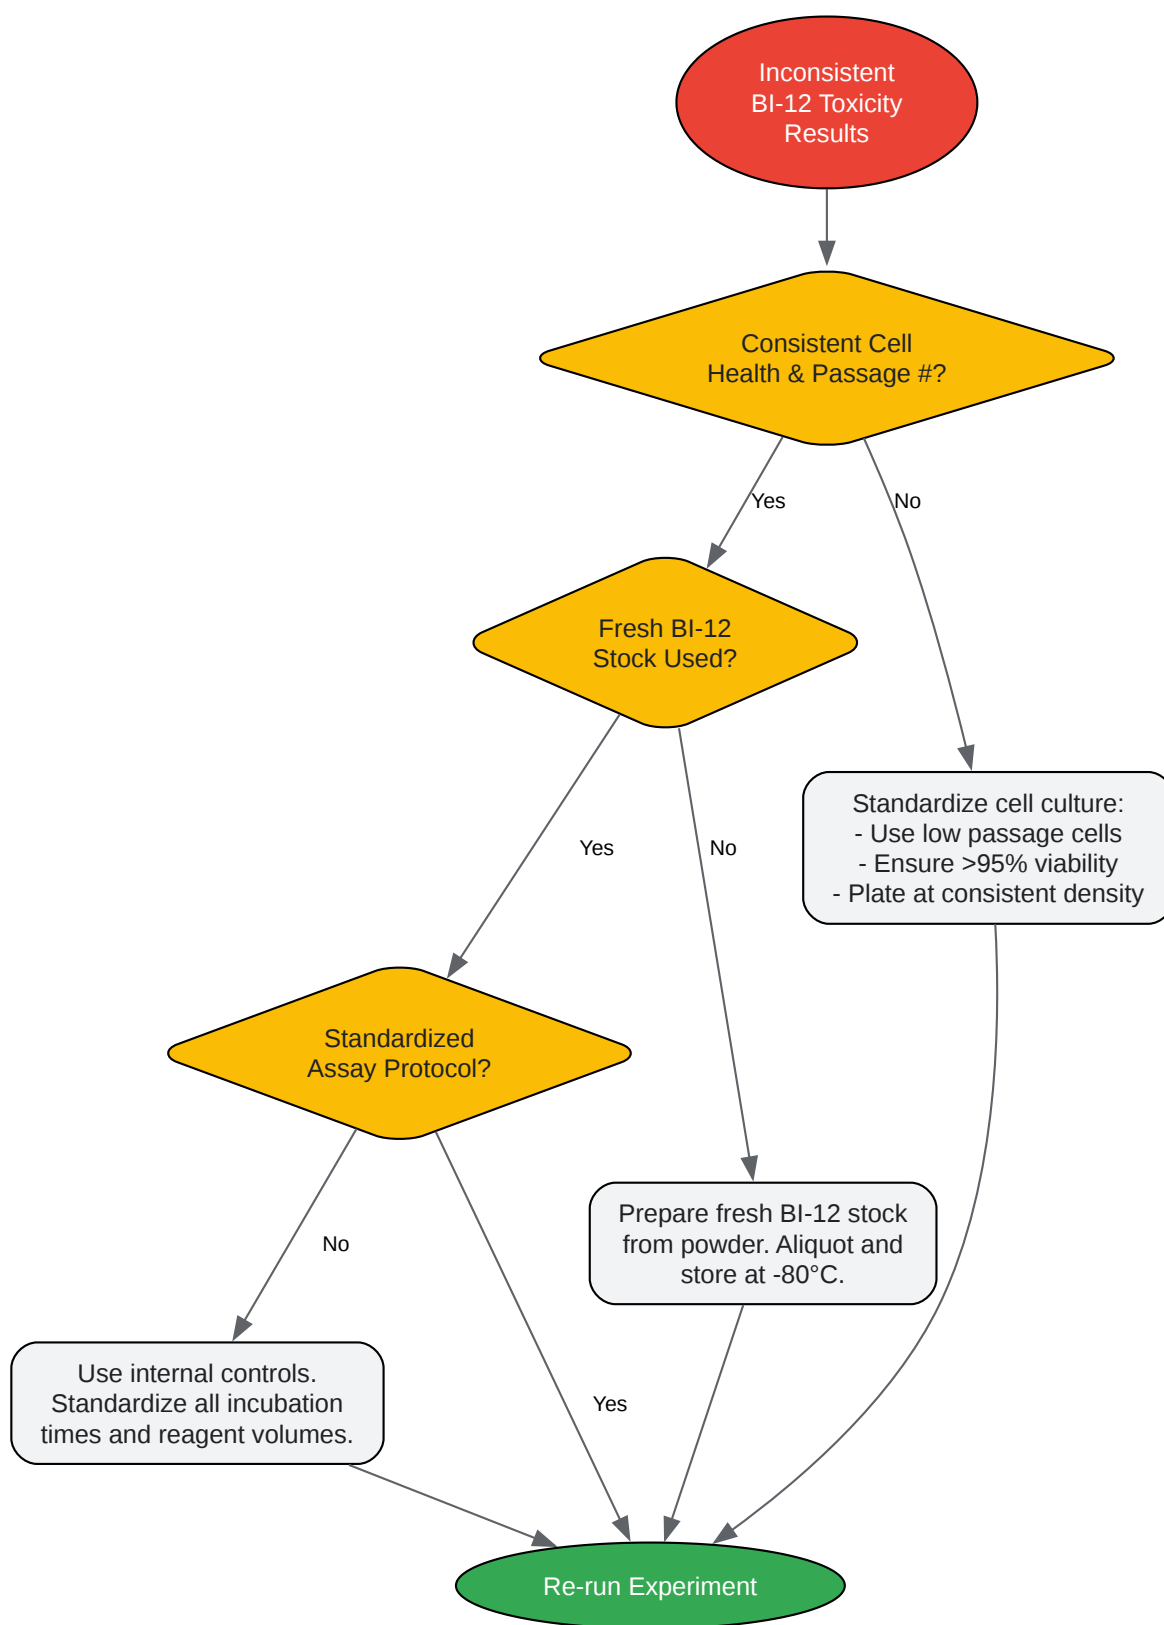 Inconsistent
BI-12 Toxicity
Results
Consistent Cell
Health & Passage #?
Yes
No
Fresh BI-12
Stock Used?
Standardize cell culture:
- Use low passage cells
- Ensure >95% viability
- Plate at consistent density
Yes
No
Standardized
Assay Protocol?
Prepare fresh BI-12 stock
from powder. Aliquot and
store at -80°C.
No
Use internal controls.
Standardize all incubation
times and reagent volumes.
Yes
Re-run Experiment